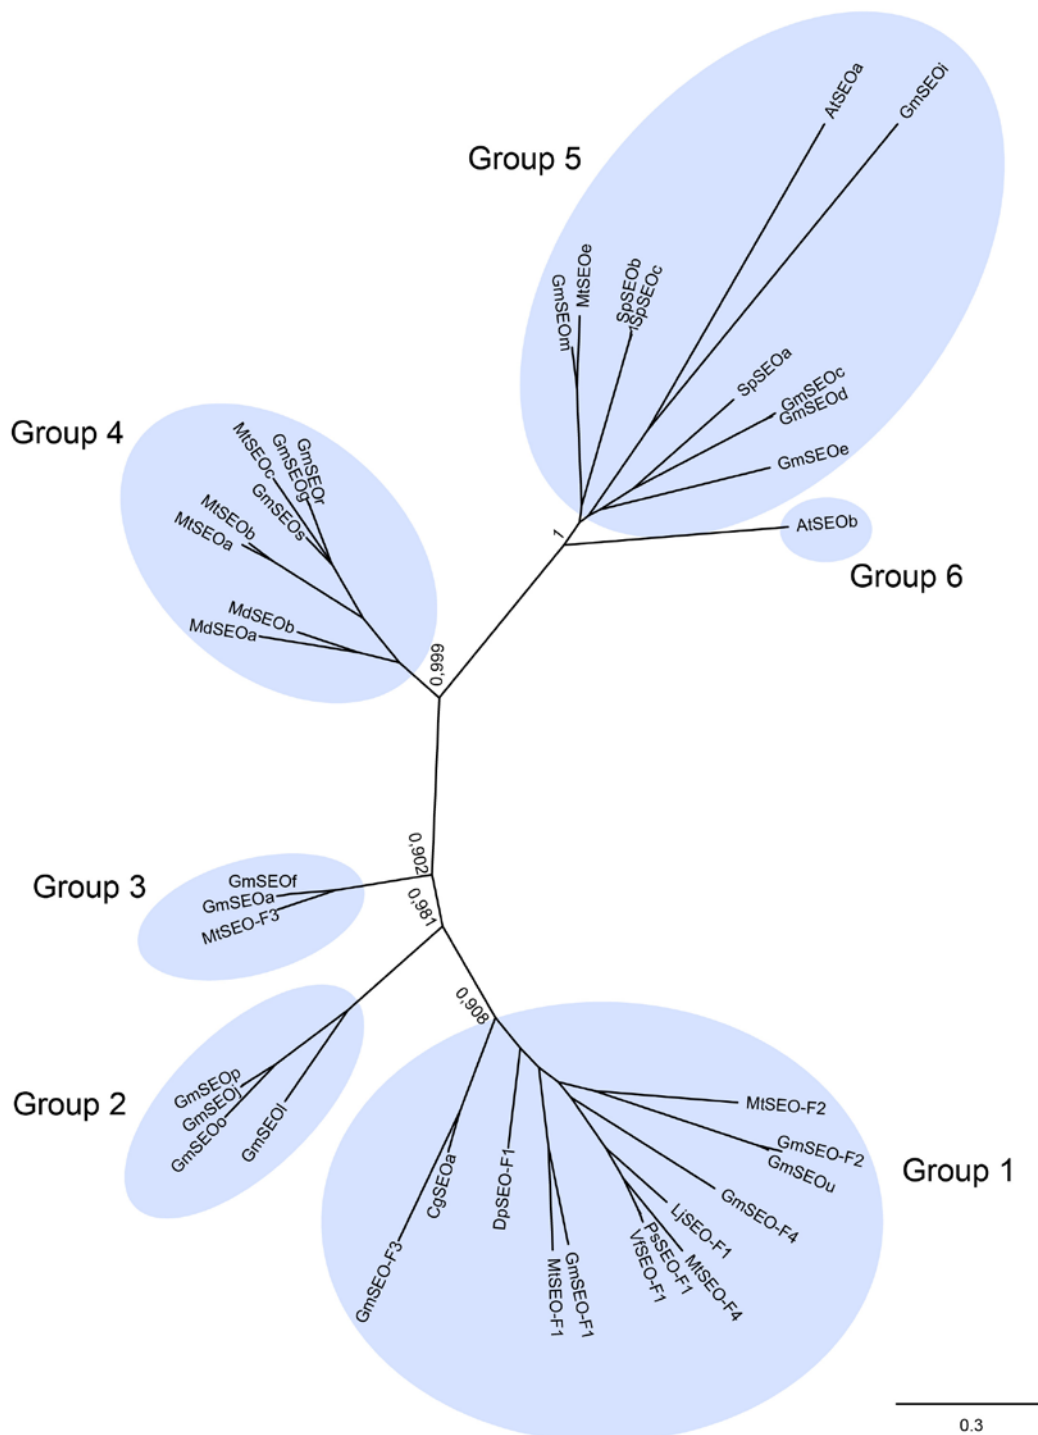 AtSEOa
GmSEOi
Group 5
MtSEOe
GmSEOm
SpSEOb
SpSEOc
SpSEOa
GmSEOc
GmSEOd
GmSEOe
AtSEOb
Group 6
1
Group 4
GmSEOr
GmSEOg
MtSEOc
GmSEOs
MtSEOb
MtSEOa
MdSEOb
MdSEOa
0,999
0,902
Group 3
GmSEOf
GmSEOa
MtSEO-F3
0,981
0,908
Group 2
GmSEOp
GmSEOj
GmSEOo
GmSEOl
MtSEO-F2
GmSEO-F2
GmSEOu
Group 1
GmSEO-F4
LjSEO-F1
MtSEO-F4
PsSEO-F1
VfSEO-F1
GmSEO-F1
MtSEO-F1
DpSEO-F1
CgSEOa
GmSEO-F3
0.3